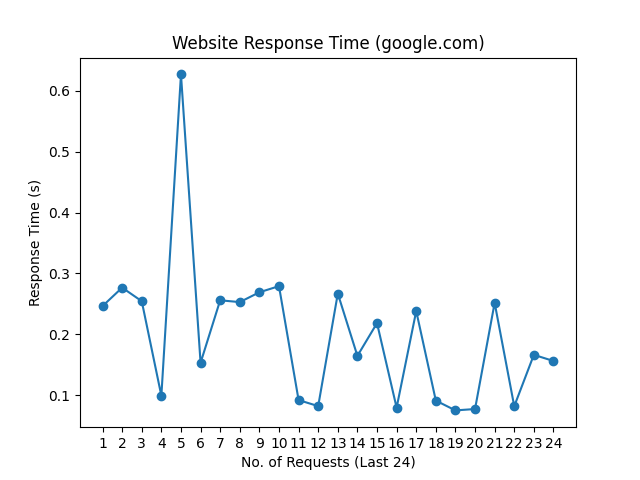 Website Response Time (google.com)
0.6
0.5
0.4
0.3
0.2
0.1
Response Time (s)
1 2 3 4 5 6 7 8 9 10 11 12 13 14 15 16 17 18 19 20 21 22 23 24
No. of Requests (Last 24)